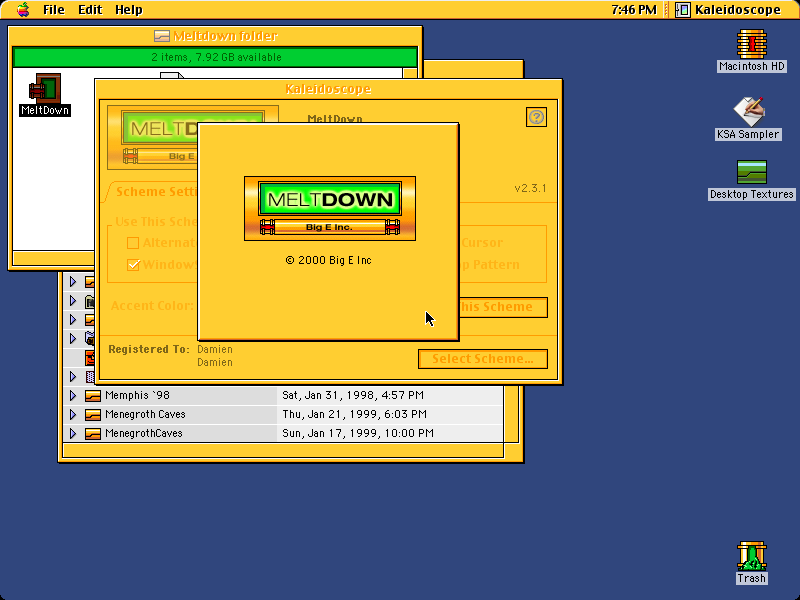 File Edit Help
7:46 PM Kaleidoscope
Meltdown folder
2 items, 7.92 GB available
MeltDown
Kaleidoscope
MELTD
Big E
MeltDown
v2.3.1
Scheme Setti
Use This Sche
Alternat
Window
Cursor
p Pattern
Accent Color:
his Scheme
Registered To: Damien
Damien
Select Scheme...
MELTDOWN
Big E Inc.
© 2000 Big E Inc
Memphis `98 Sat, Jan 31, 1998, 4:57 PM
Menegroth Caves Thu, Jan 21, 1999, 6:03 PM
MenegrothCaves Sun, Jan 17, 1999, 10:00 PM
Macintosh HD
KSA Sampler
Desktop Textures
Trash